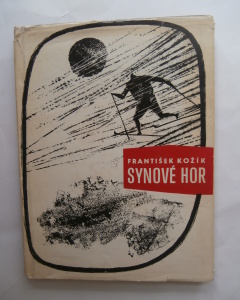 FRANTIŠEK KOŽÍK
SYNOVÉ HOR